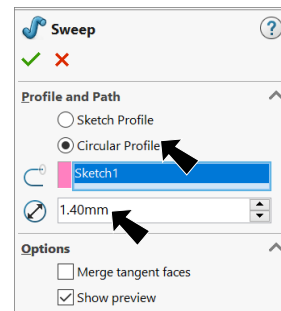 Sweep
?
Profile and Path
Sketch Profile
Circular Profile
Sketch1
1.40mm
Options
Merge tangent faces
Show preview